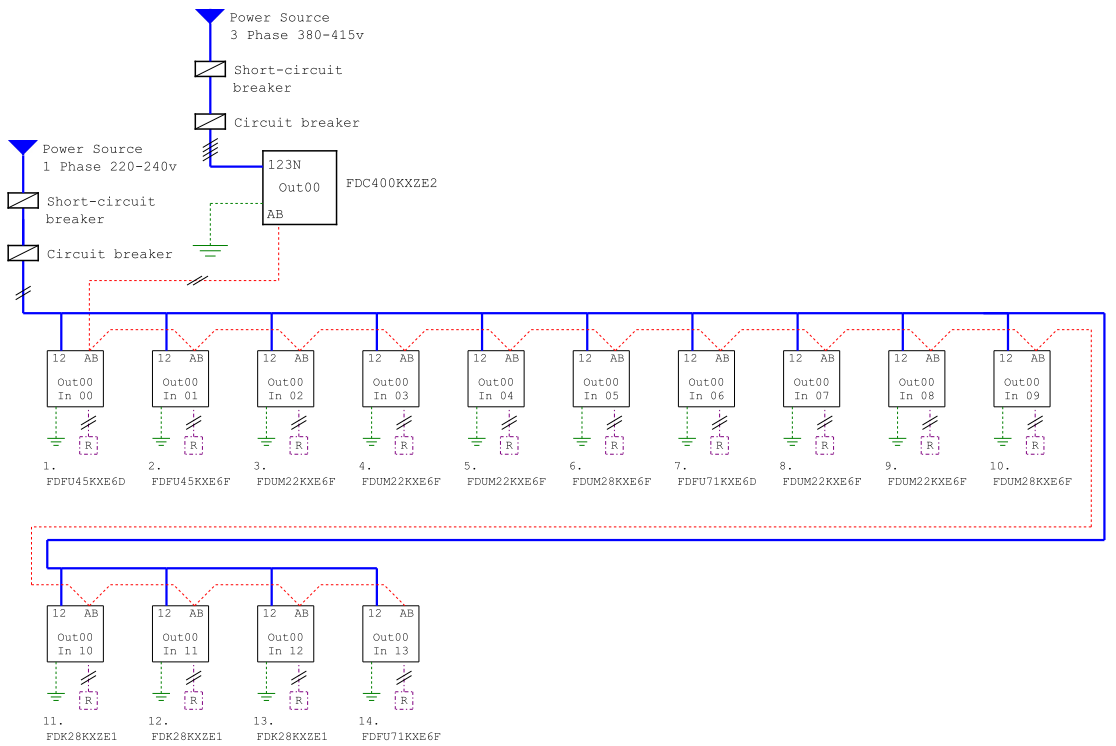 Power Source
3 Phase 380-415v
Short-circuit
breaker
Circuit breaker
Power Source
1 Phase 220-240v
Short-circuit
breaker
Circuit breaker
123N
Out00
AB
FDC400KXZE2
12 AB 12 AB 12 AB 12 AB 12 AB 12 AB 12 AB 12 AB 12 AB 12 AB
Out00 Out00 Out00 Out00 Out00 Out00 Out00 Out00 Out00 Out00
In 00 In 01 In 02 In 03 In 04 In 05 In 06 In 07 In 08 In 09
R R R R R R R R R R
1. 2. 3. 4. 5. 6. 7. 8. 9. 10.
FDFU45KXE6D FDFU45KXE6F FDUM22KXE6F FDUM22KXE6F FDUM22KXE6F FDUM28KXE6F FDFU71KXE6D FDUM22KXE6F FDUM22KXE6F FDUM28KXE6F
12 AB 12 AB 12 AB 12 AB
Out00 Out00 Out00 Out00
In 10 In 11 In 12 In 13
R R R R
11. 12. 13. 14.
FDK28KXZE1 FDK28KXZE1 FDK28KXZE1 FDFU71KXE6F